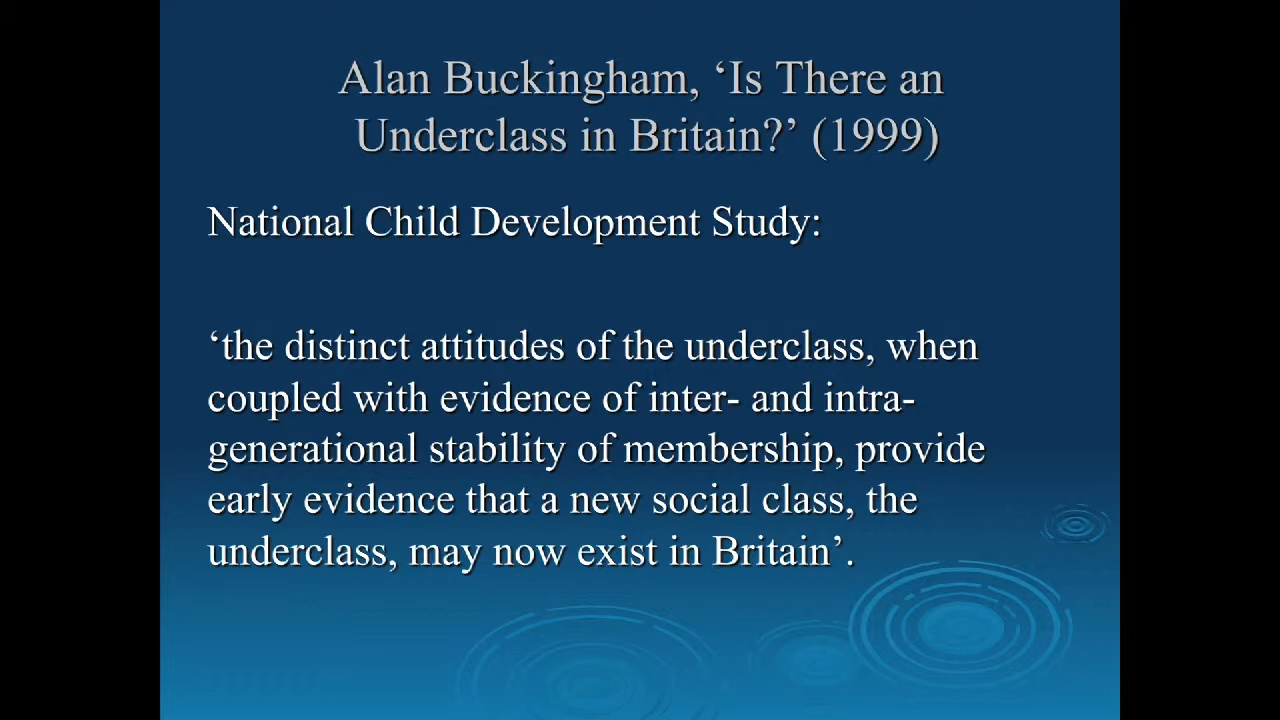 Alan Buckingham, ‘Is There an
Underclass in Britain?’ (1999)
National Child Development Study:
‘the distinct attitudes of the underclass, when
coupled with evidence of inter- and intra-
generational stability of membership, provide
early evidence that a new social class, the
underclass, may now exist in Britain’.